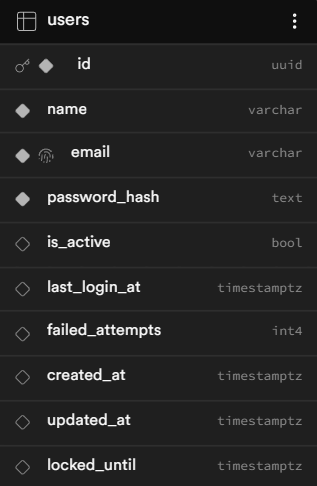 users
id uuid
name varchar
email varchar
password_hash text
is_active bool
last_login_at timestamptz
failed_attempts int4
created_at timestamptz
updated_at timestamptz
locked_until timestamptz